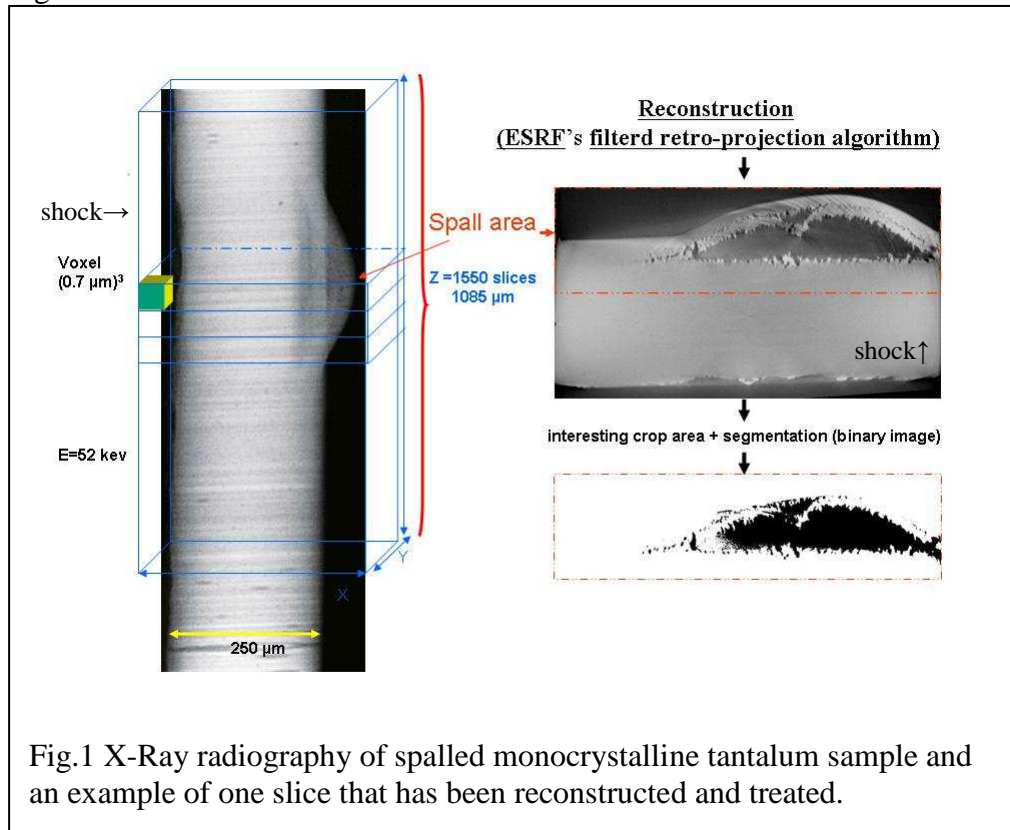 shock→
Voxel
(0.7 µm)³
E=52 kev
250 µm
X
Y
Spall area
Z =1550 slices
1085 µm
Reconstruction
(ESRF's filterd retro-projection algorithm)
shock↑
interesting crop area + segmentation (binary image)
Fig.1 X-Ray radiography of spalled monocrystalline tantalum sample and
an example of one slice that has been reconstructed and treated.